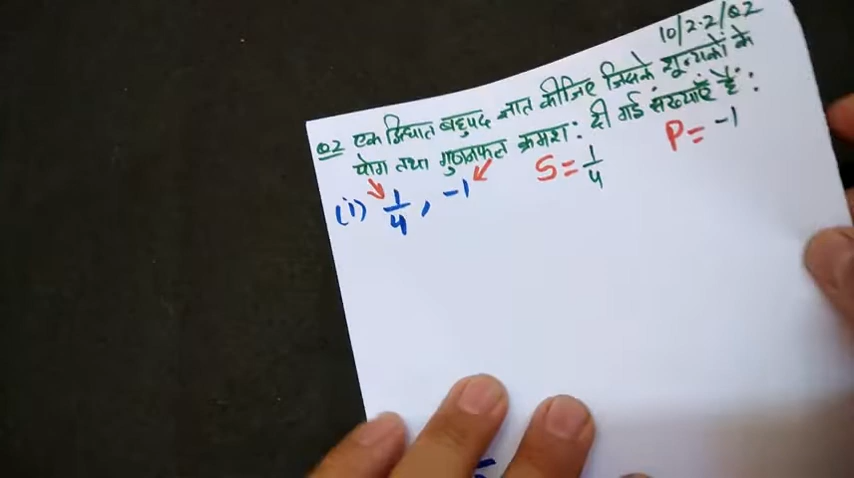 10/2.2/Q2
Q2 एक द्विघात बहुपद ज्ञात कीजिए जिसके शून्यकों के
योग तथा गुणनफल क्रमश: दी गई संख्याएँ हैं:
(i) 1/4, -1 S = 1/4 P = -1